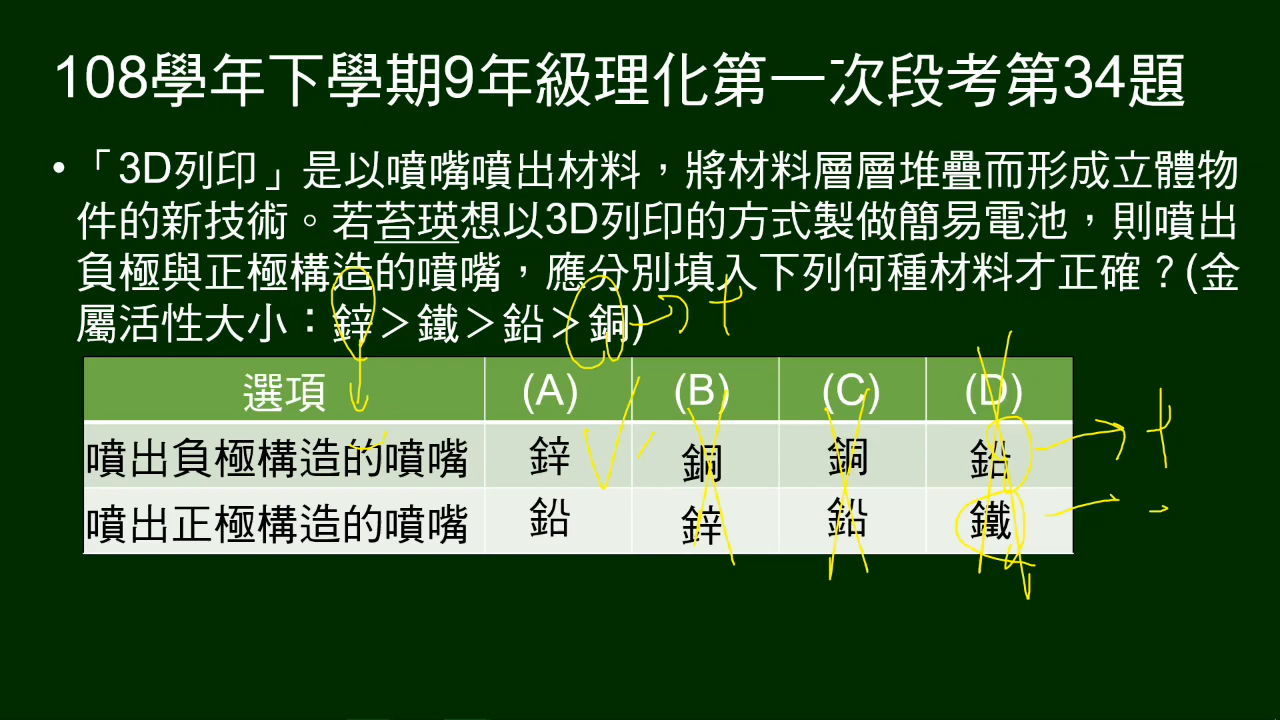 108學年下學期9年級理化第一次段考第34題
• 「3D列印」是以噴嘴噴出材料，將材料層層堆疊而形成立體物
件的新技術。若苔瑛想以3D列印的方式製做簡易電池，則噴出
負極與正極構造的噴嘴，應分別填入下列何種材料才正確？(金
屬活性大小：鋅＞鐵＞鉛＞銅)
+
選項 (A) (B) (C) (D)
-
噴出負極構造的噴嘴 鋅 銅 銅 鉛 +
噴出正極構造的噴嘴 鉛 鋅 鉛 鐵 -